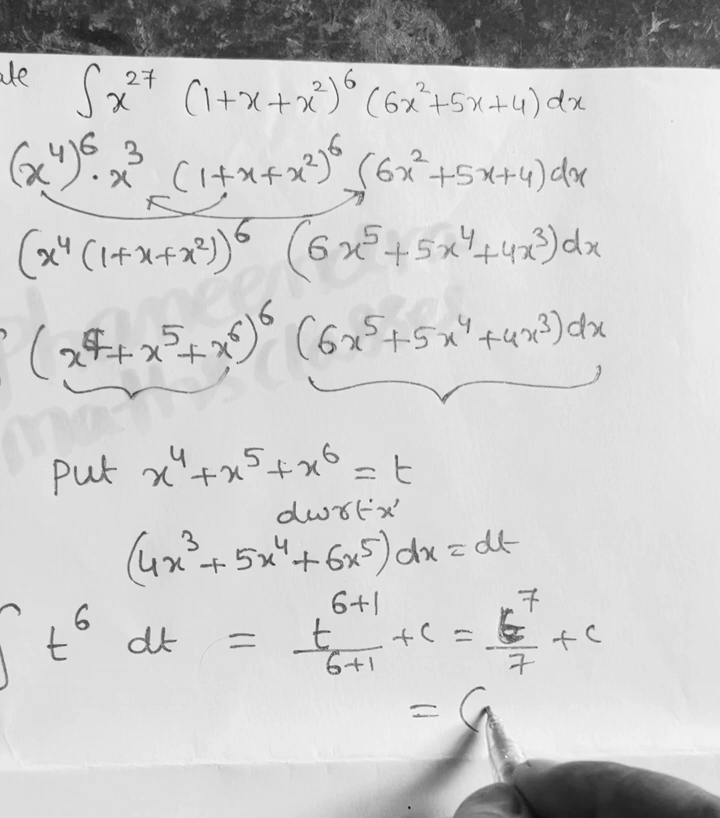 ∫x²⁷ (1+x+x²)⁶ (6x²+5x+4) dx
(x⁴)⁶·x³ (1+x+x²)⁶ (6x²+5x+4) dx
(x⁴(1+x+x²))⁶ (6x⁵+5x⁴+4x³)dx
(x⁴+x⁵+x⁶)⁶ (6x⁵+5x⁴+4x³)dx
Put x⁴+x⁵+x⁶ = t
dwrt 'x'
(4x³+5x⁴+6x⁵)dx = dt
∫ t⁶ dt = t⁶⁺¹/6+1 +c = t⁷/7 +c
= (